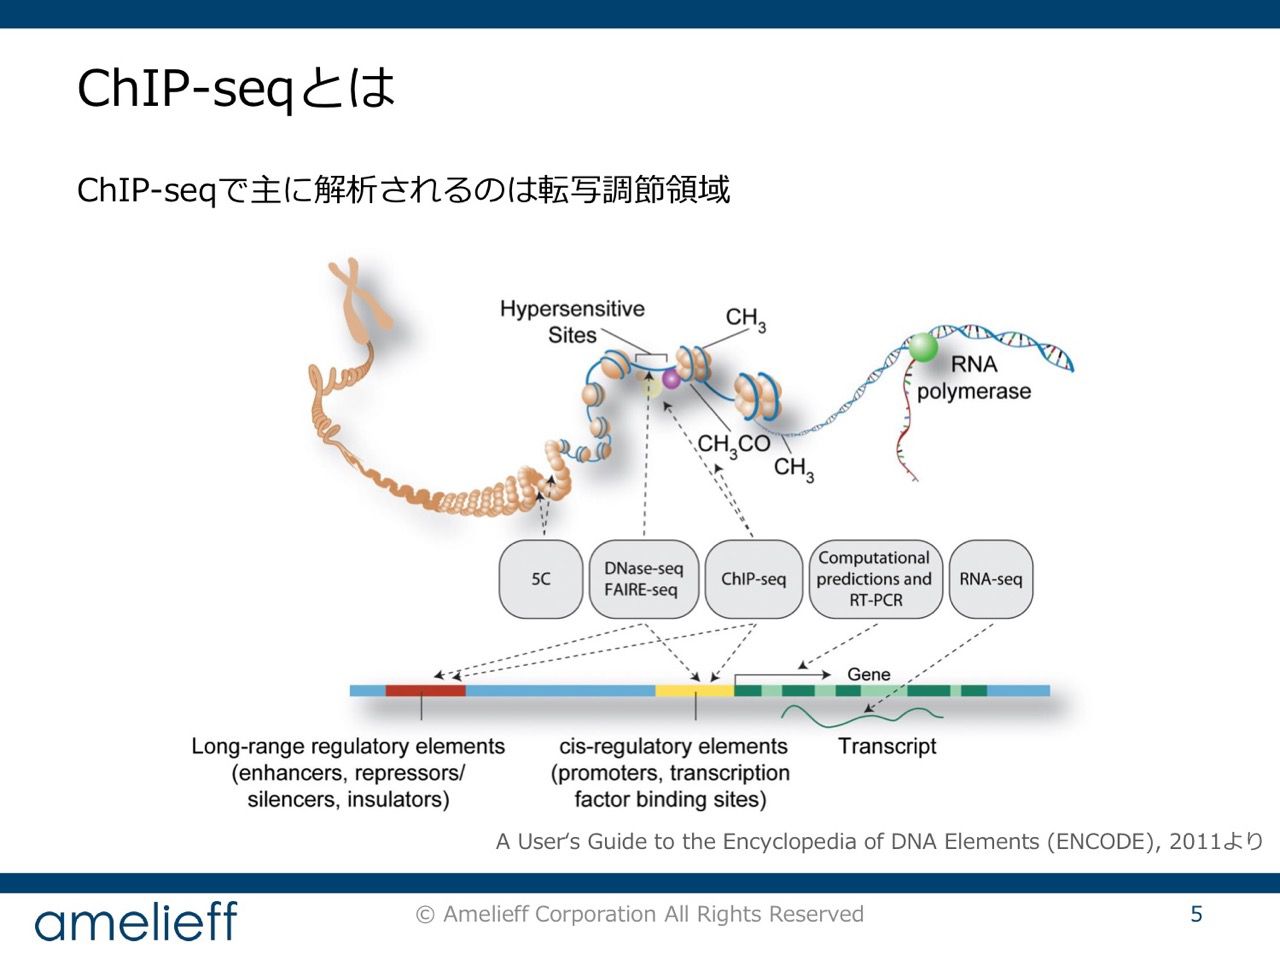 ChIP-seqとは
ChIP-seqで主に解析されるのは転写調節領域
Hypersensitive
Sites
CH3
RNA
polymerase
CH3CO
CH3
5C
DNase-seq
FAIRE-seq
ChIP-seq
Computational
predictions and
RT-PCR
RNA-seq
Gene
Long-range regulatory elements
(enhancers, repressors/
silencers, insulators)
cis-regulatory elements
(promoters, transcription
factor binding sites)
Transcript
A User‘s Guide to the Encyclopedia of DNA Elements (ENCODE), 2011より
amelieff
© Amelieff Corporation All Rights Reserved
5